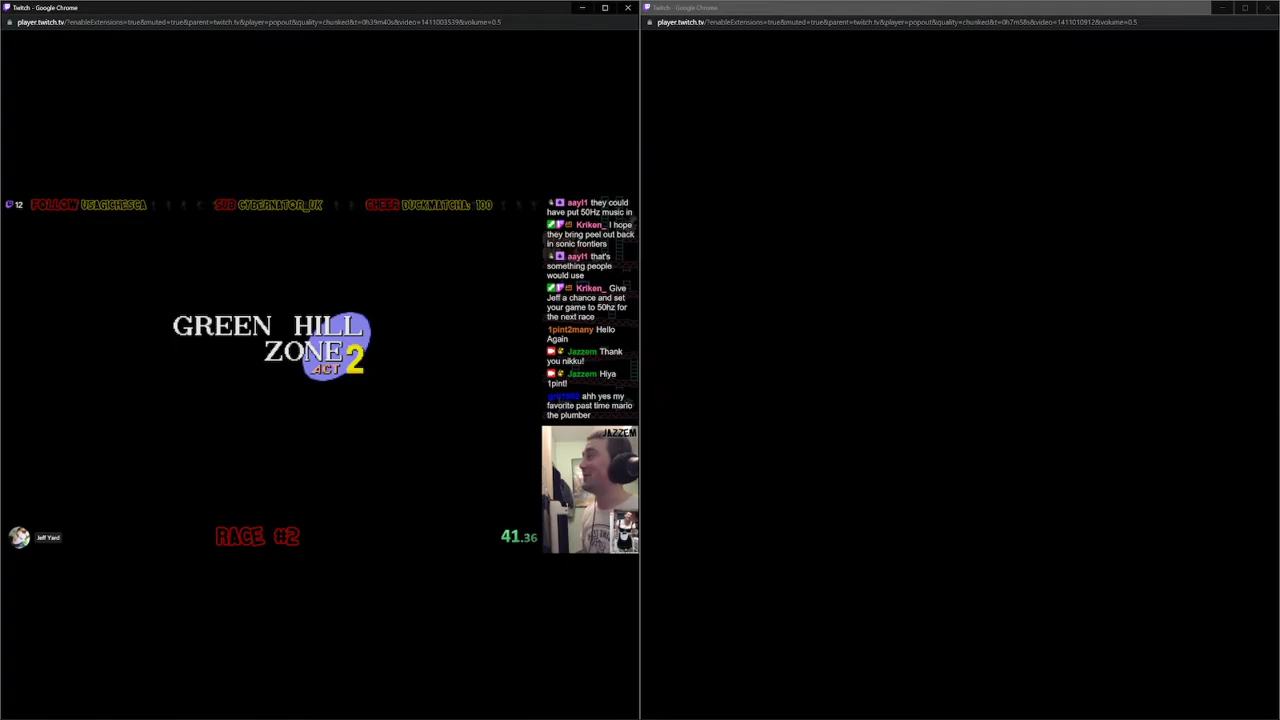 Twitch - Google Chrome
player.twitch.tv/?enableExtensions=true&muted=true&parent=twitch.tv&player=popout&quality=chunked&t=0h39m40s&video=1411003539&volume=0.5
Twitch - Google Chrome
player.twitch.tv/?enableExtensions=true&muted=true&parent=twitch.tv&player=popout&quality=chunked&t=0h7m58s&video=1411010912&volume=0.5
12
FOLLOW USAGICHESCA
SUB CYBERNATOR_UK
CHEER DUCKMATCHA: 100
aayl1 they could
have put 50Hz music in
Kriken_ I hope
they bring peel out back
in sonic frontiers
aayl1 that's
something people
would use
Kriken_ Give
Jeff a chance and set
your game to 50hz for
the next race
1pint2many Hello
Again
Jazzem Thank
you nikku!
Jazzem Hiya
1pint!
ahh yes my
favorite past time mario
the plumber
GREEN HILL
ZONE
ACT 2
JAZZEM
Jeff Yard
RACE #2
41.36